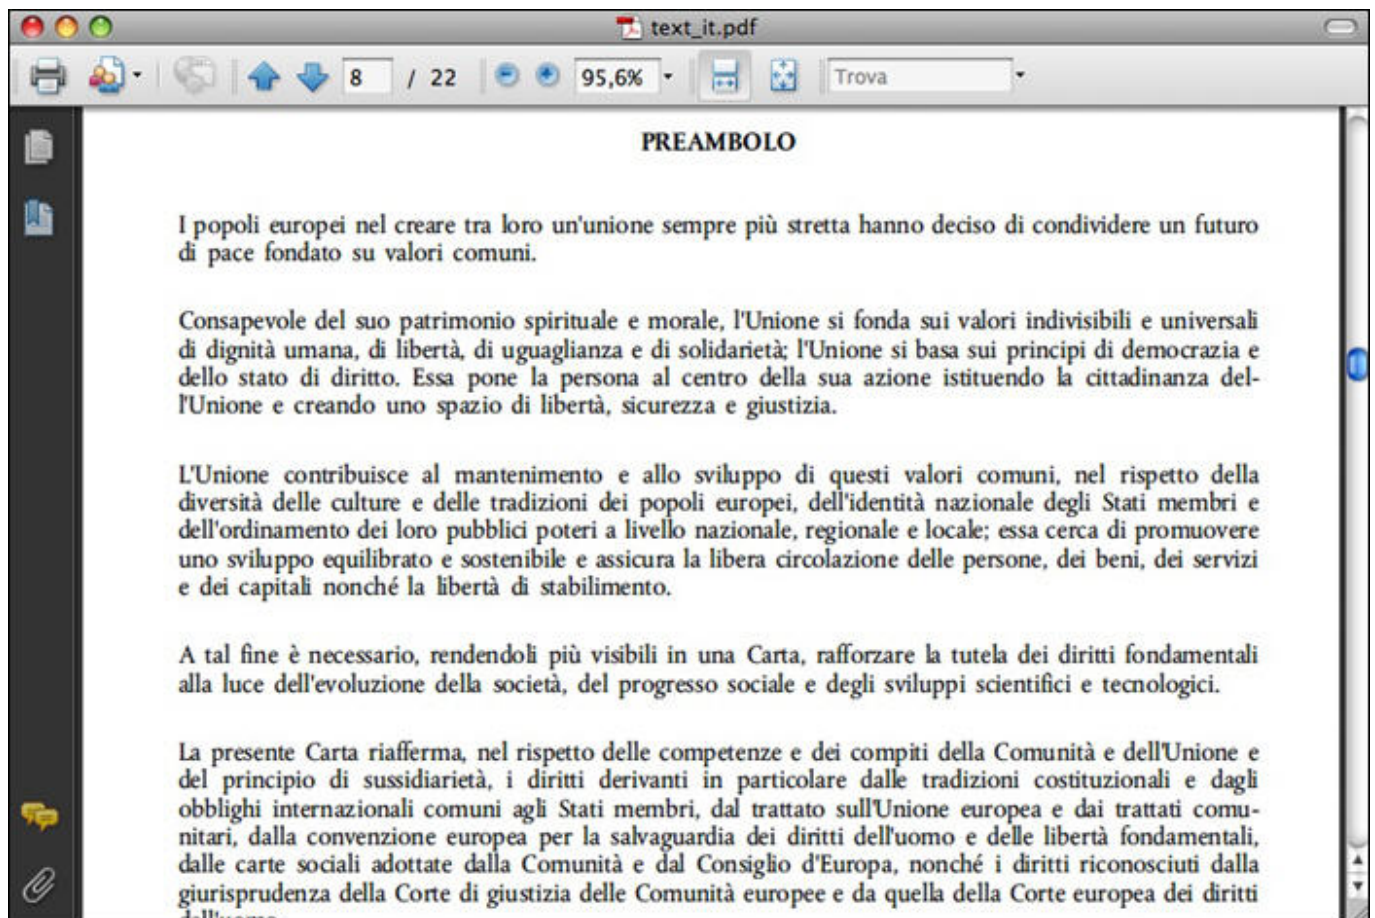 text_it.pdf
8 / 22 95,6% Trova
PREAMBOLO
I popoli europei nel creare tra loro un'unione sempre più stretta hanno deciso di condividere un futuro
di pace fondato su valori comuni.
Consapevole del suo patrimonio spirituale e morale, l'Unione si fonda sui valori indivisibili e universali
di dignità umana, di libertà, di uguaglianza e di solidarietà; l'Unione si basa sui principi di democrazia e
dello stato di diritto. Essa pone la persona al centro della sua azione istituendo la cittadinanza del-
l'Unione e creando uno spazio di libertà, sicurezza e giustizia.
L'Unione contribuisce al mantenimento e allo sviluppo di questi valori comuni, nel rispetto della
diversità delle culture e delle tradizioni dei popoli europei, dell'identità nazionale degli Stati membri e
dell'ordinamento dei loro pubblici poteri a livello nazionale, regionale e locale; essa cerca di promuovere
uno sviluppo equilibrato e sostenibile e assicura la libera circolazione delle persone, dei beni, dei servizi
e dei capitali nonché la libertà di stabilimento.
A tal fine è necessario, rendendoli più visibili in una Carta, rafforzare la tutela dei diritti fondamentali
alla luce dell'evoluzione della società, del progresso sociale e degli sviluppi scientifici e tecnologici.
La presente Carta riafferma, nel rispetto delle competenze e dei compiti della Comunità e dell'Unione e
del principio di sussidiarietà, i diritti derivanti in particolare dalle tradizioni costituzionali e dagli
obblighi internazionali comuni agli Stati membri, dal trattato sull'Unione europea e dai trattati comu-
nitari, dalla convenzione europea per la salvaguardia dei diritti dell'uomo e delle libertà fondamentali,
dalle carte sociali adottate dalla Comunità e dal Consiglio d'Europa, nonché i diritti riconosciuti dalla
giurisprudenza della Corte di giustizia delle Comunità europee e da quella della Corte europea dei diritti